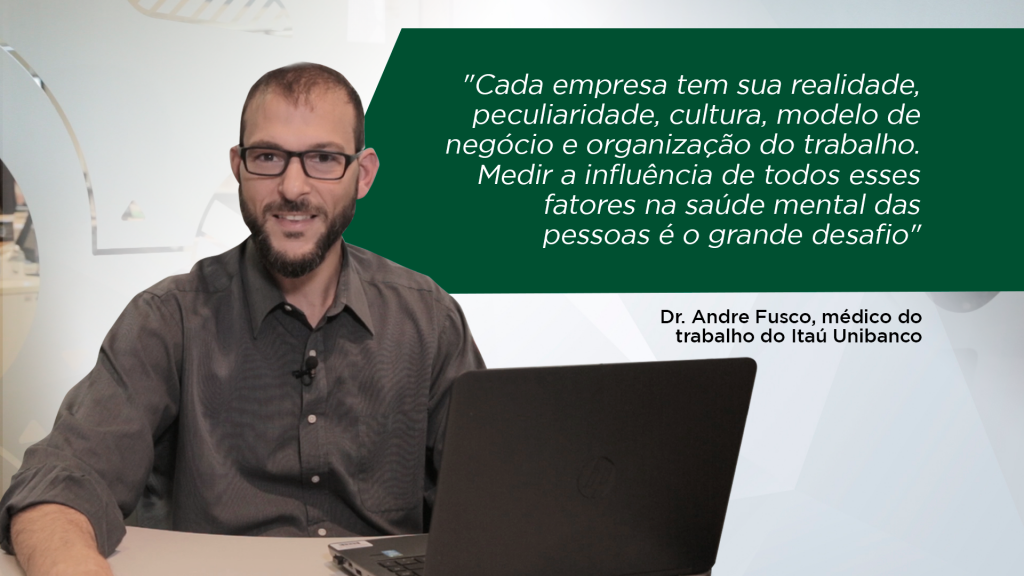 "Cada empresa tem sua realidade,
peculiaridade, cultura, modelo de
negócio e organização do trabalho.
Medir a influência de todos esses
fatores na saúde mental das
pessoas é o grande desafio"
Dr. Andre Fusco, médico do
trabalho do Itaú Unibanco
hp